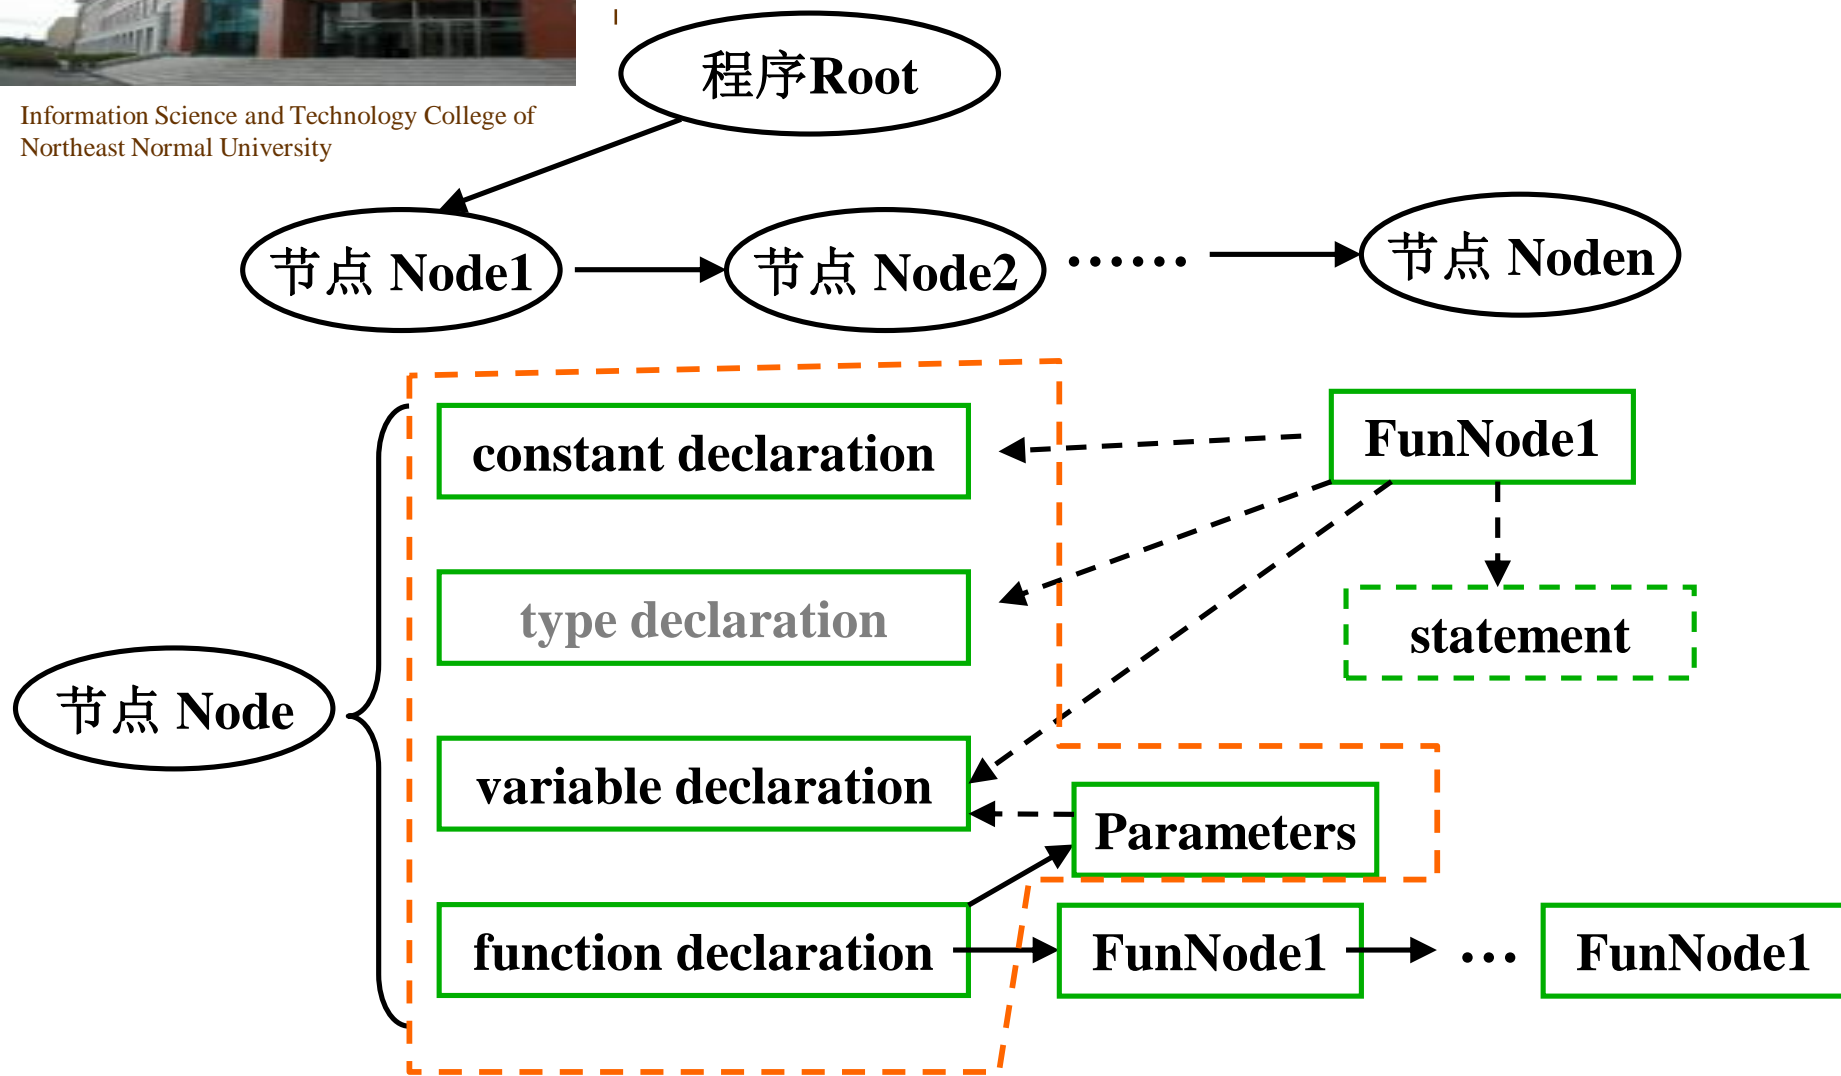 程序Root
Information Science and Technology College of
Northeast Normal University
节点 Node1
节点 Node2
……
节点 Noden
constant declaration
FunNode1
type declaration
statement
节点 Node
variable declaration
Parameters
function declaration
FunNode1
…
FunNode1